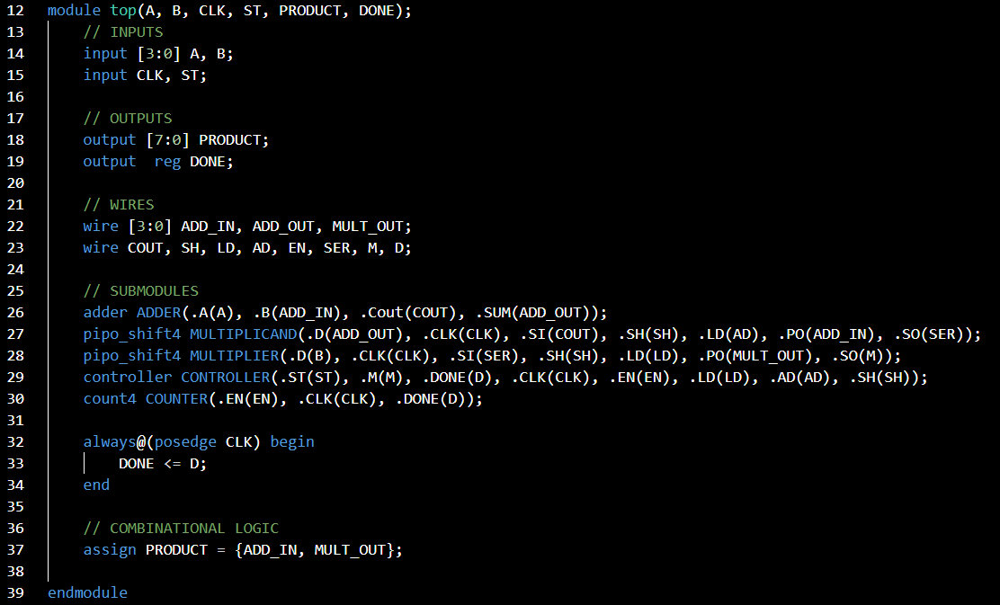 12 module top(A, B, CLK, ST, PRODUCT, DONE);
13 // INPUTS
14 input [3:0] A, B;
15 input CLK, ST;
16
17 // OUTPUTS
18 output [7:0] PRODUCT;
19 output  reg DONE;
20
21 // WIRES
22 wire [3:0] ADD_IN, ADD_OUT, MULT_OUT;
23 wire COUT, SH, LD, AD, EN, SER, M, D;
24
25 // SUBMODULES
26 adder ADDER(.A(A), .B(ADD_IN), .Cout(COUT), .SUM(ADD_OUT));
27 pipo_shift4 MULTIPLICAND(.D(ADD_OUT), .CLK(CLK), .SI(COUT), .SH(SH), .LD(AD), .PO(ADD_IN), .SO(SER));
28 pipo_shift4 MULTIPLIER(.D(B), .CLK(CLK), .SI(SER), .SH(SH), .LD(LD), .PO(MULT_OUT), .SO(M));
29 controller CONTROLLER(.ST(ST), .M(M), .DONE(D), .CLK(CLK), .EN(EN), .LD(LD), .AD(AD), .SH(SH));
30 count4 COUNTER(.EN(EN), .CLK(CLK), .DONE(D));
31
32 always@(posedge CLK) begin
33 DONE <= D;
34 end
35
36 // COMBINATIONAL LOGIC
37 assign PRODUCT = {ADD_IN, MULT_OUT};
38
39 endmodule